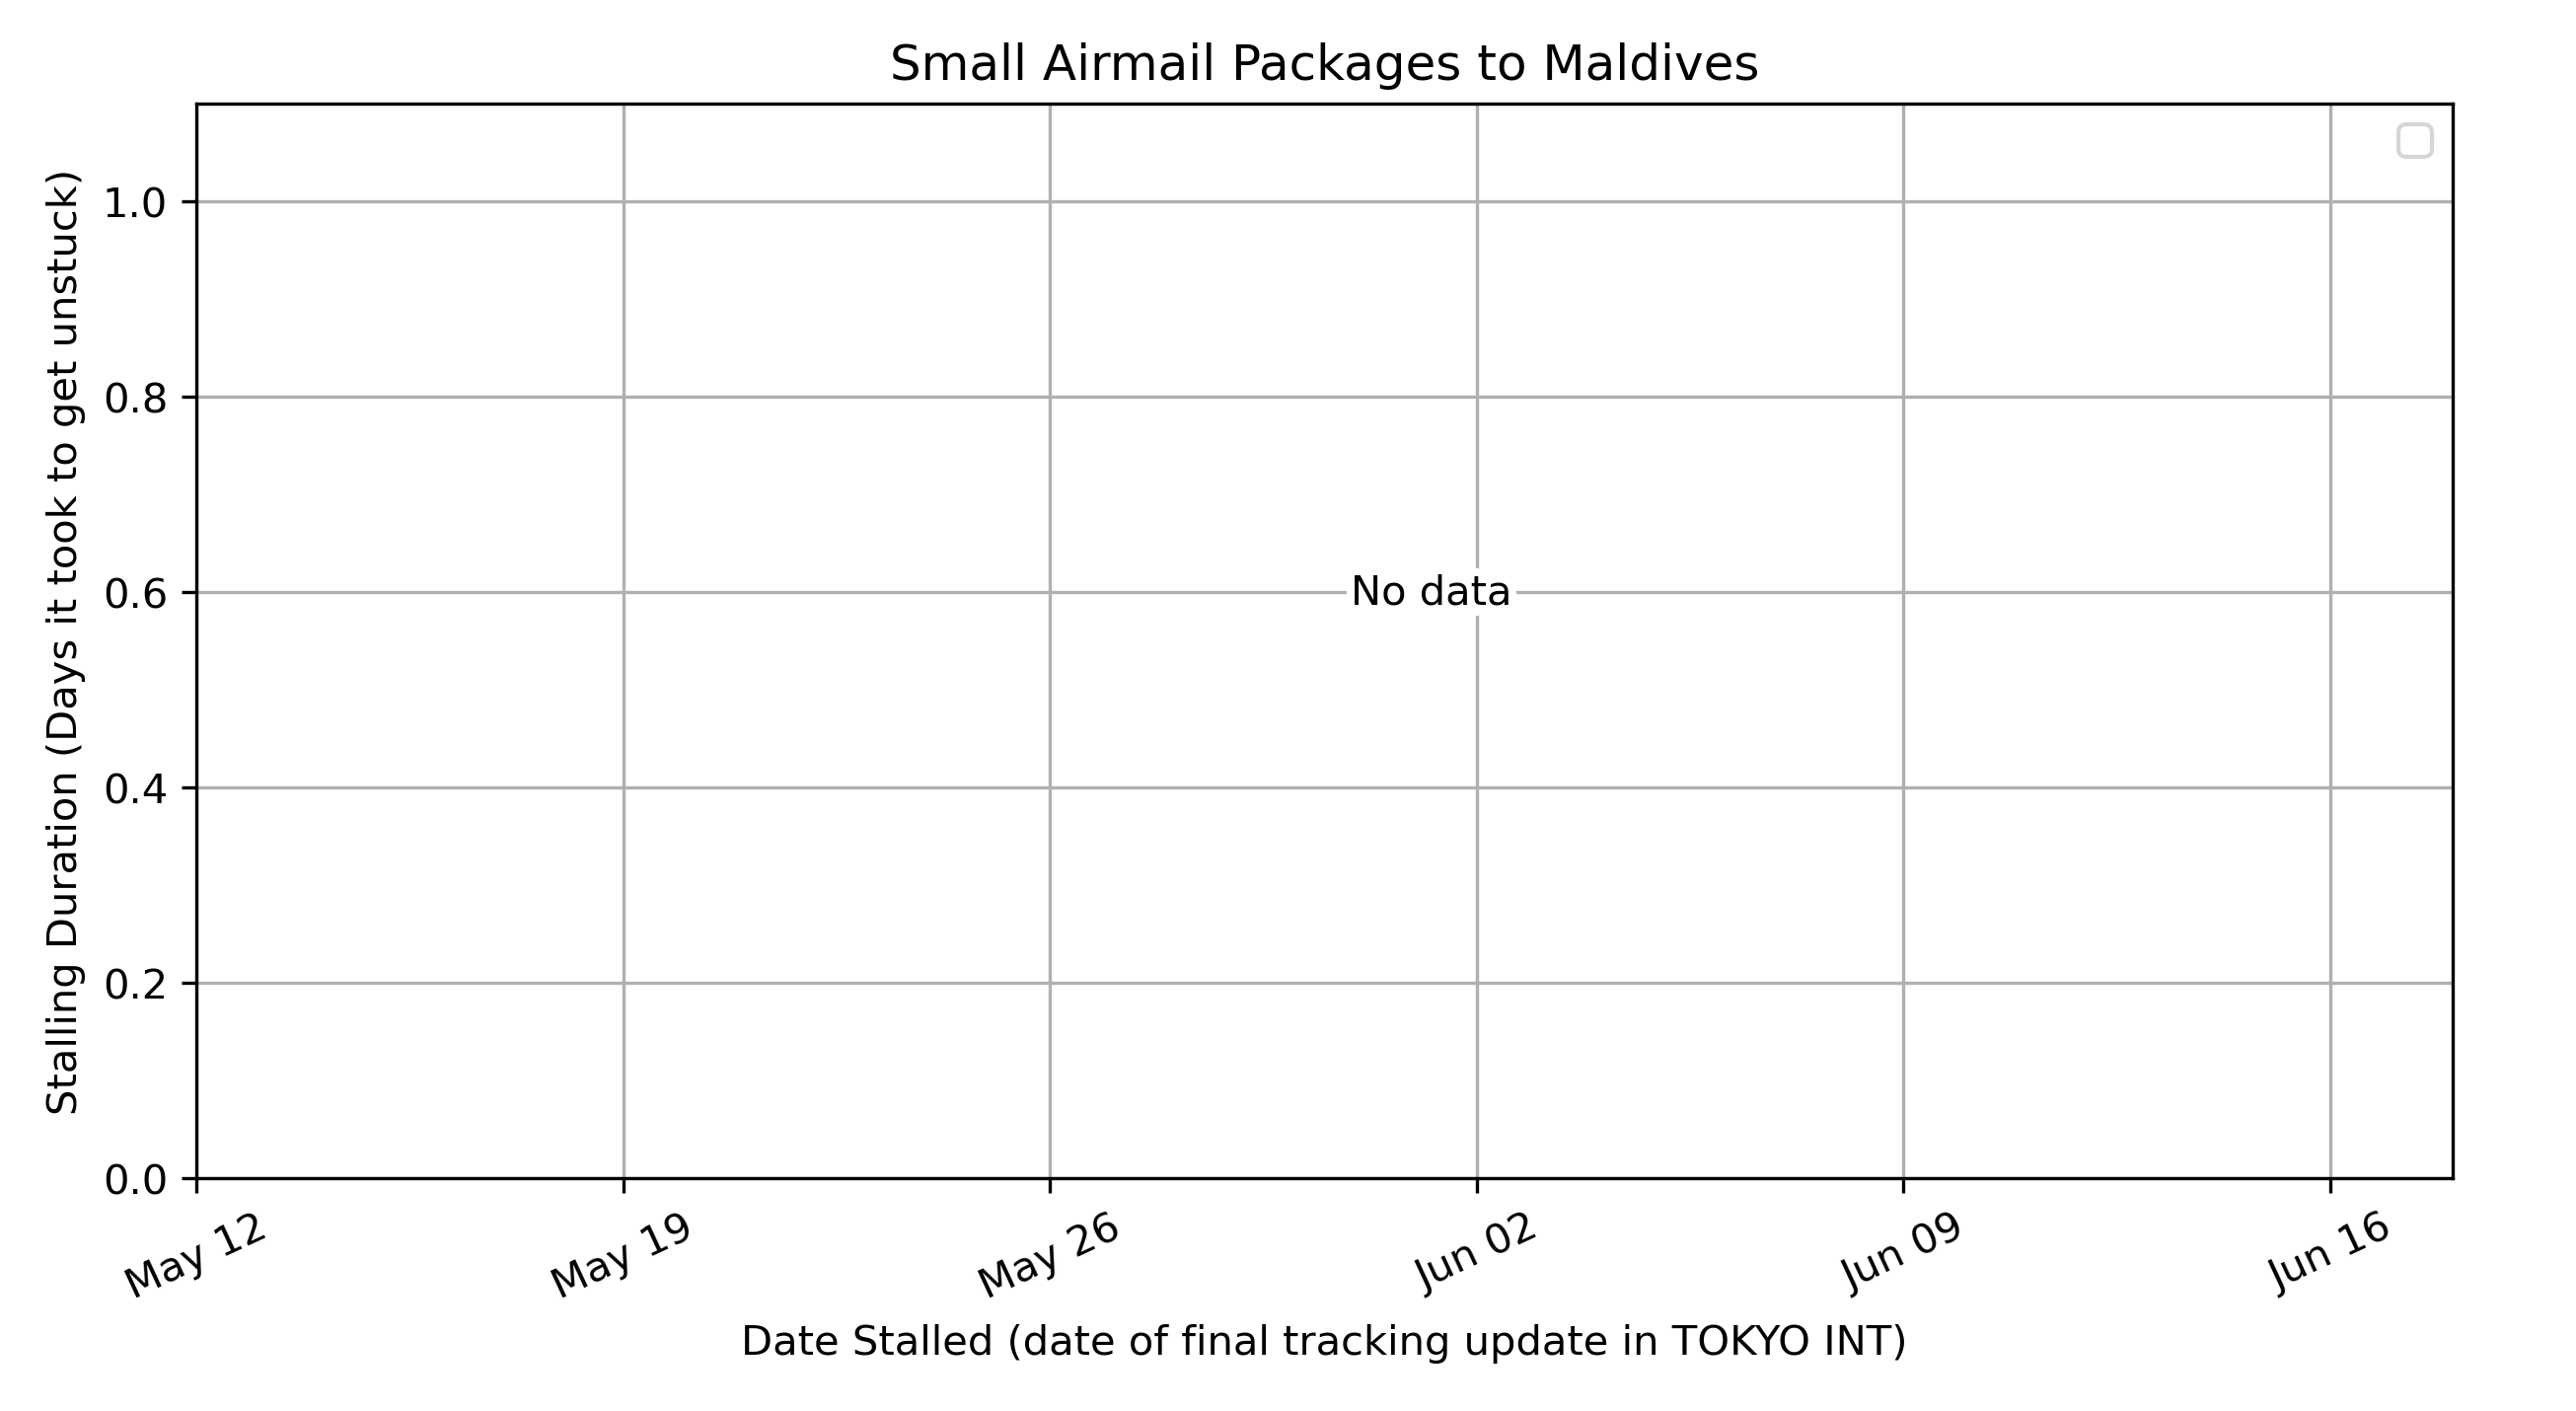 Small Airmail Packages to Maldives
Stalling Duration (Days it took to get unstuck)
1.0
0.8
0.6
0.4
0.2
0.0
No data
May 12
May 19
May 26
Jun 02
Jun 09
Jun 16
Date Stalled (date of final tracking update in TOKYO INT)